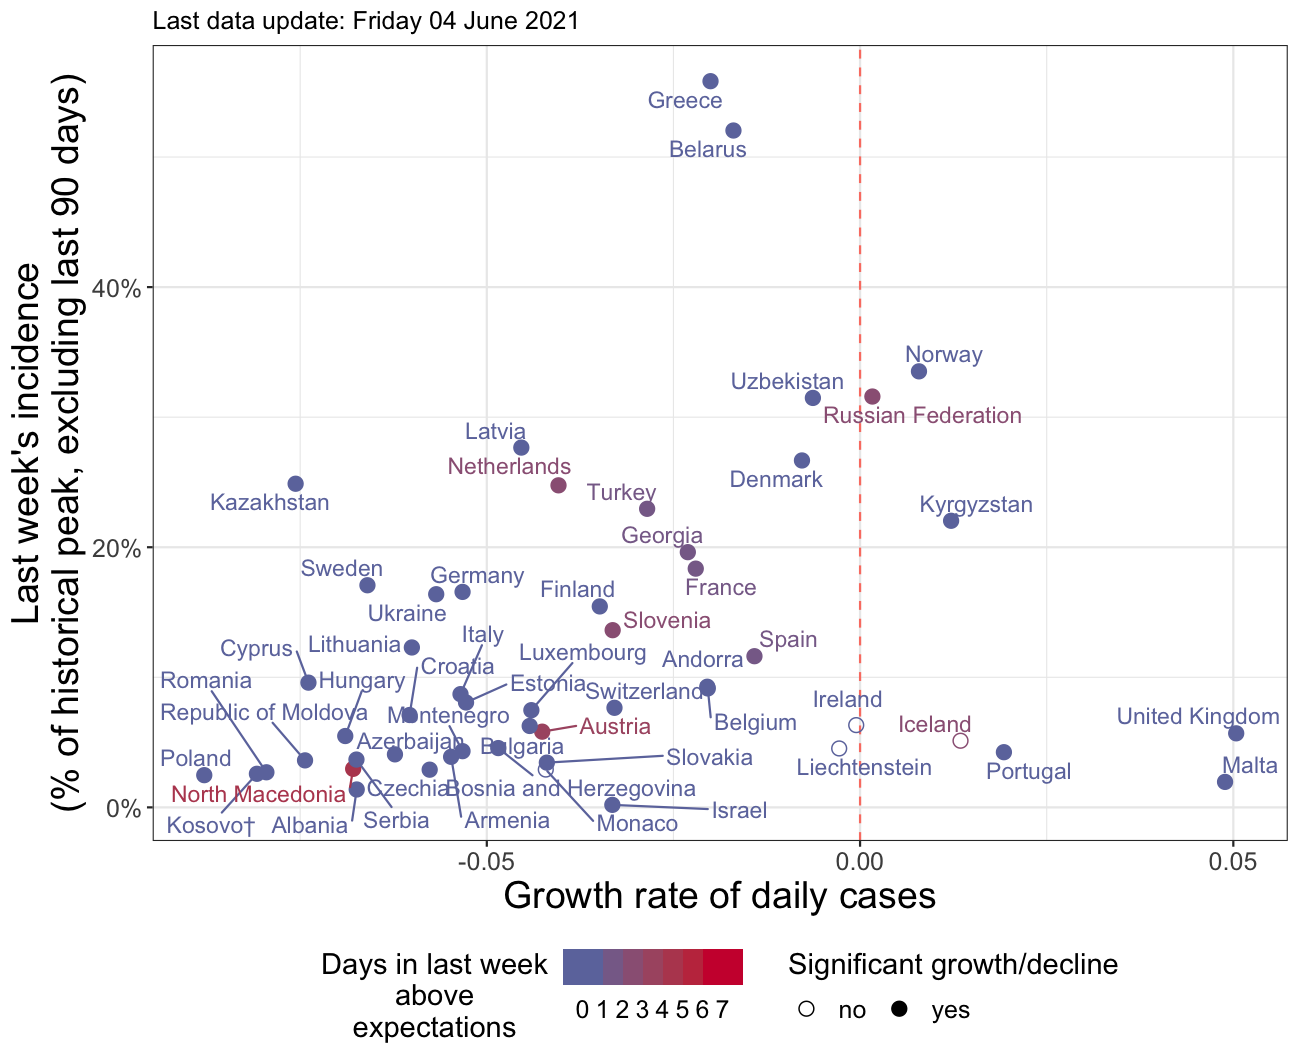 Last data update: Friday 04 June 2021
Last week's incidence
(% of historical peak, excluding last 90 days)
40%
20%
0%
Greece
Belarus
Norway
Uzbekistan
Russian Federation
Latvia
Netherlands
Denmark
Kazakhstan
Turkey
Kyrgyzstan
Georgia
France
Sweden
Germany
Ukraine
Finland
Slovenia
Italy
Spain
Cyprus
Lithuania
Luxembourg
Andorra
Croatia
Romania
Hungary
Estonia
Switzerland
Ireland
Republic of Moldova
Montenegro
Austria
Belgium
Iceland
United Kingdom
Azerbaijan
Bulgaria
Poland
Slovakia
Liechtenstein
Portugal
Malta
North Macedonia
Czechia
Bosnia and Herzegovina
Israel
Kosovo†
Albania
Serbia
Armenia
Monaco
-0.05
0.00
0.05
Growth rate of daily cases
Days in last week
above
expectations
0 1 2 3 4 5 6 7
Significant growth/decline
no
yes